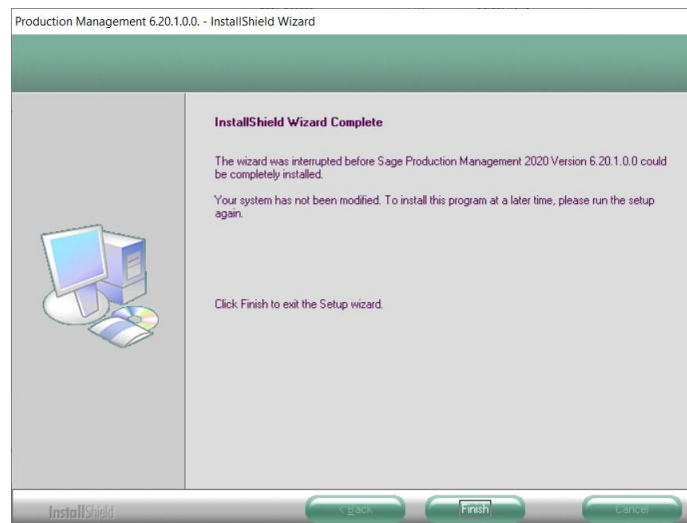 Production Management 6.20.1.0.0. - InstallShield Wizard
InstallShield Wizard Complete
The wizard was interrupted before Sage Production Management 2020 Version 6.20.1.0.0 could
be completely installed.
Your system has not been modified. To install this program at a later time, please run the setup
again.
Click Finish to exit the Setup wizard.
InstallShield
< Back
Finish
Cancel